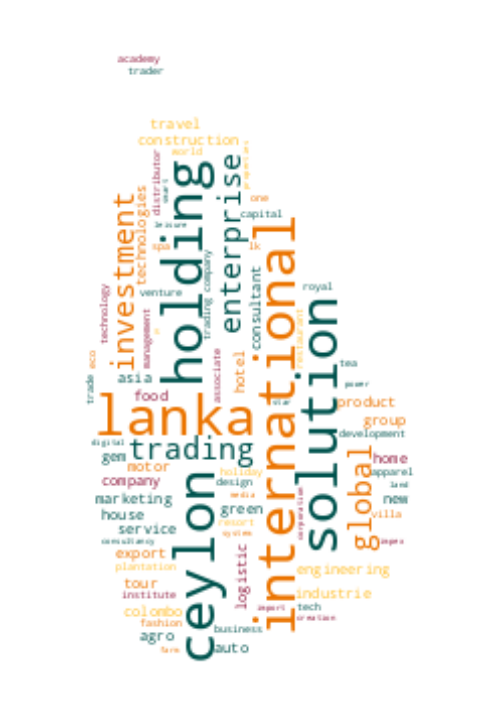 academy
trader
travel
construction
world
distributor
smart
properties
holding
enterprise
technologies
investment
one
capital
leisure
spa
lk
international
trading company
consultant
venture
royal
technology
management
solution
restaurant
associate
hotel
eco
trade
asia
tea
power
food
star
lanka
product
group
development
digital
trading
gem
motor
home
company
holiday
apparel
design
land
global
ceylon
marketing
media
new
house
green
villa
service
resort
corporation
system
consultancy
impex
export
plantation
logistic
engineering
tour
institute
industrie
colombo
import
tech
creation
fashion
agro
business
farm
auto